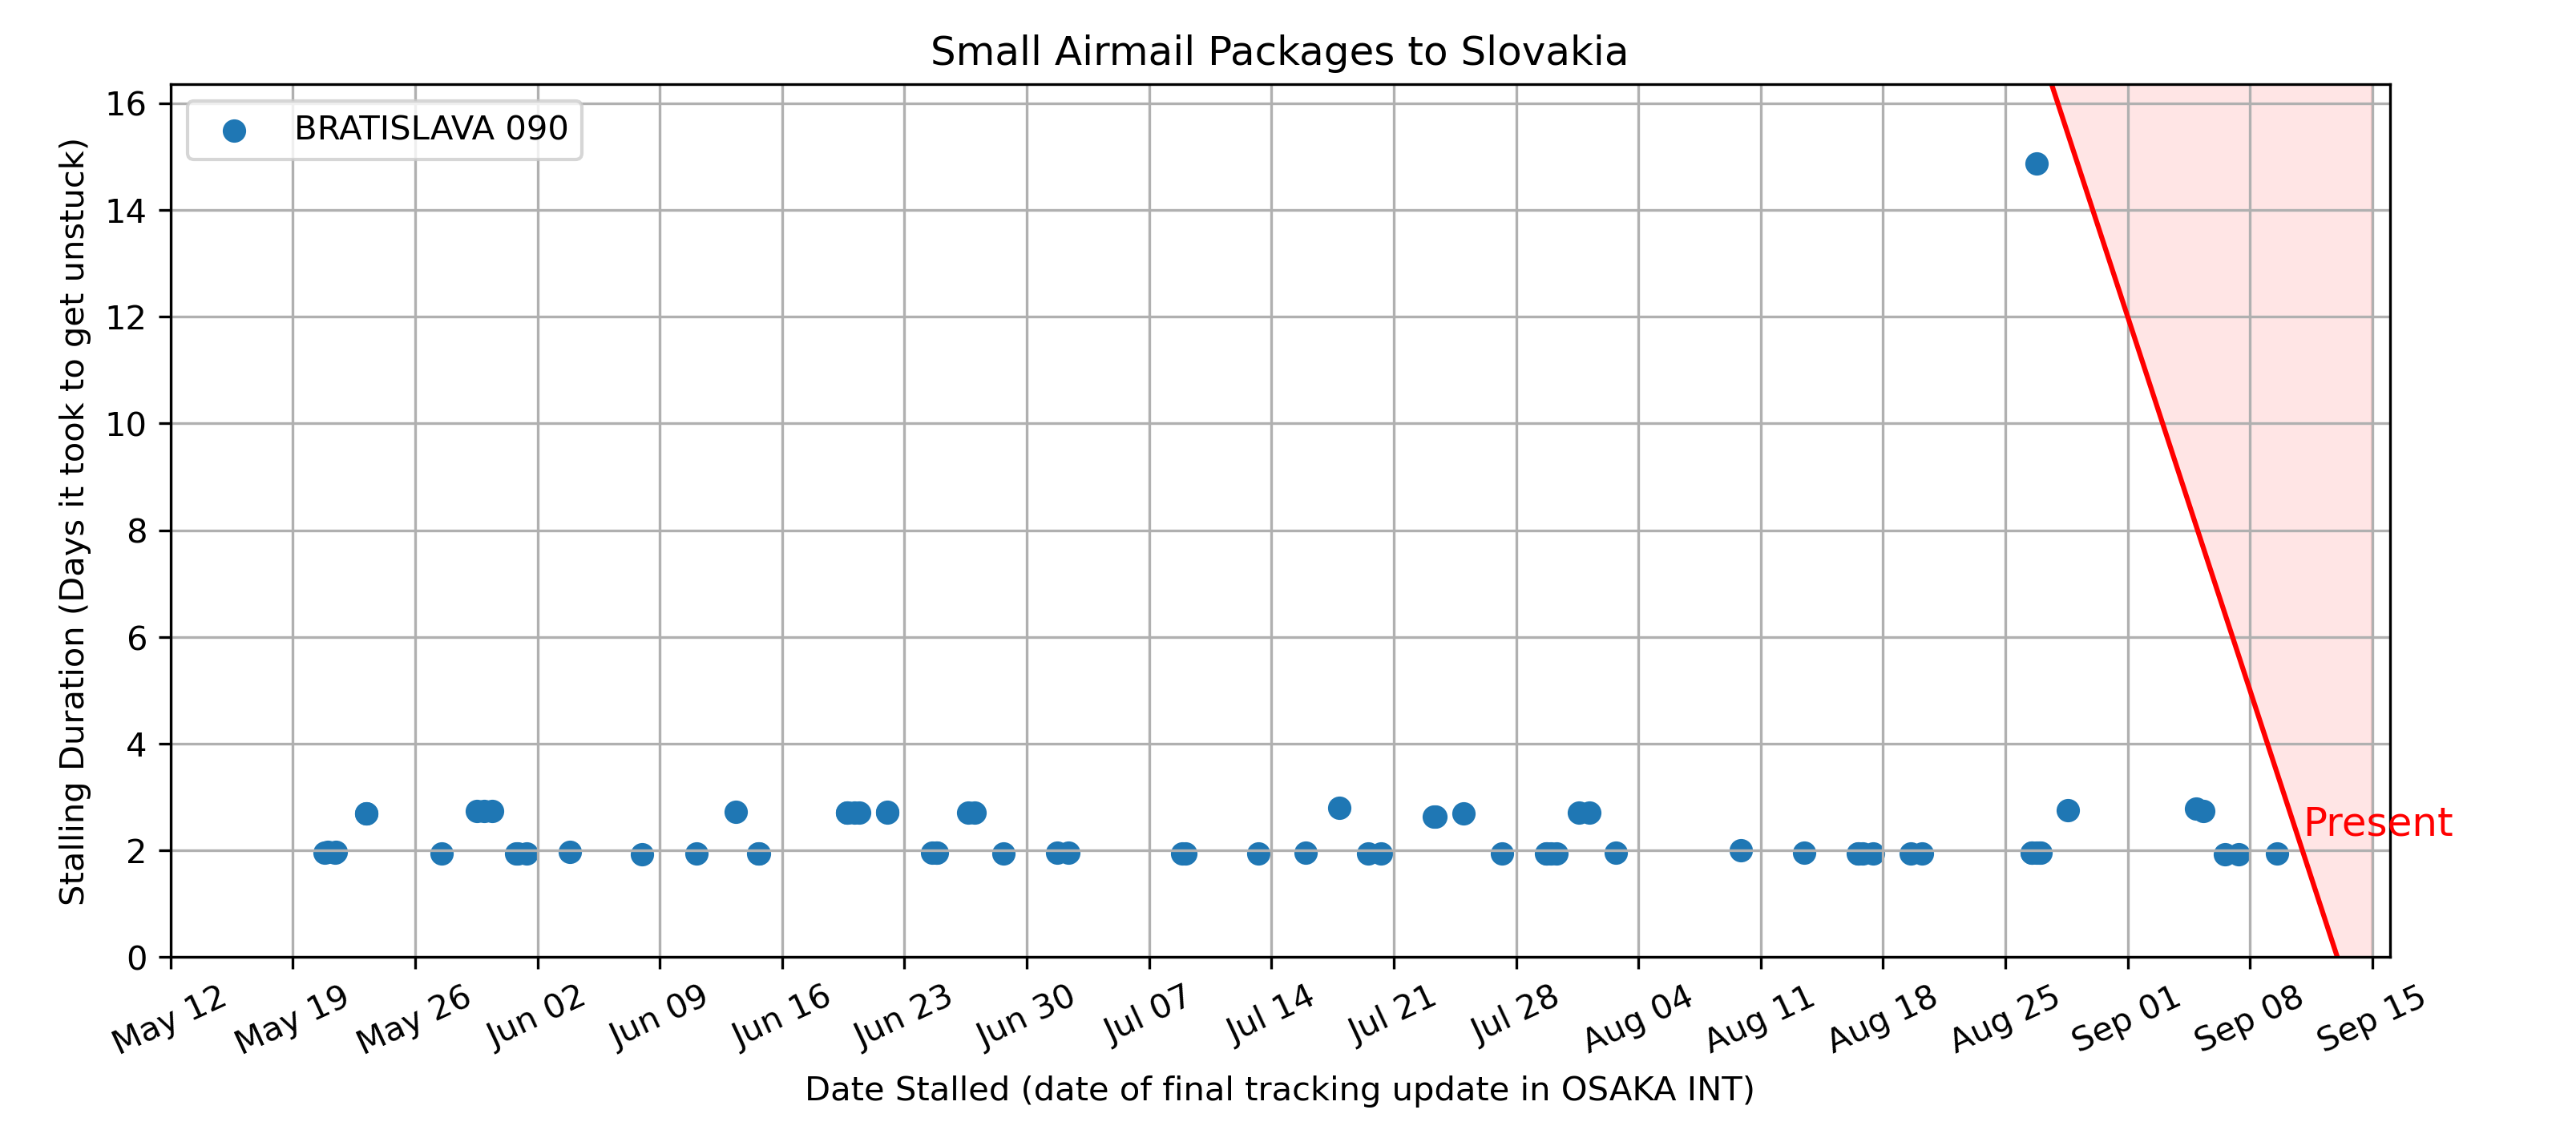 Small Airmail Packages to Slovakia
BRATISLAVA 090
Stalling Duration (Days it took to get unstuck)
16
14
12
10
8
6
4
2
0
Present
May 12 May 19 May 26 Jun 02 Jun 09 Jun 16 Jun 23 Jun 30 Jul 07 Jul 14 Jul 21 Jul 28 Aug 04 Aug 11 Aug 18 Aug 25 Sep 01 Sep 08 Sep 15
Date Stalled (date of final tracking update in OSAKA INT)